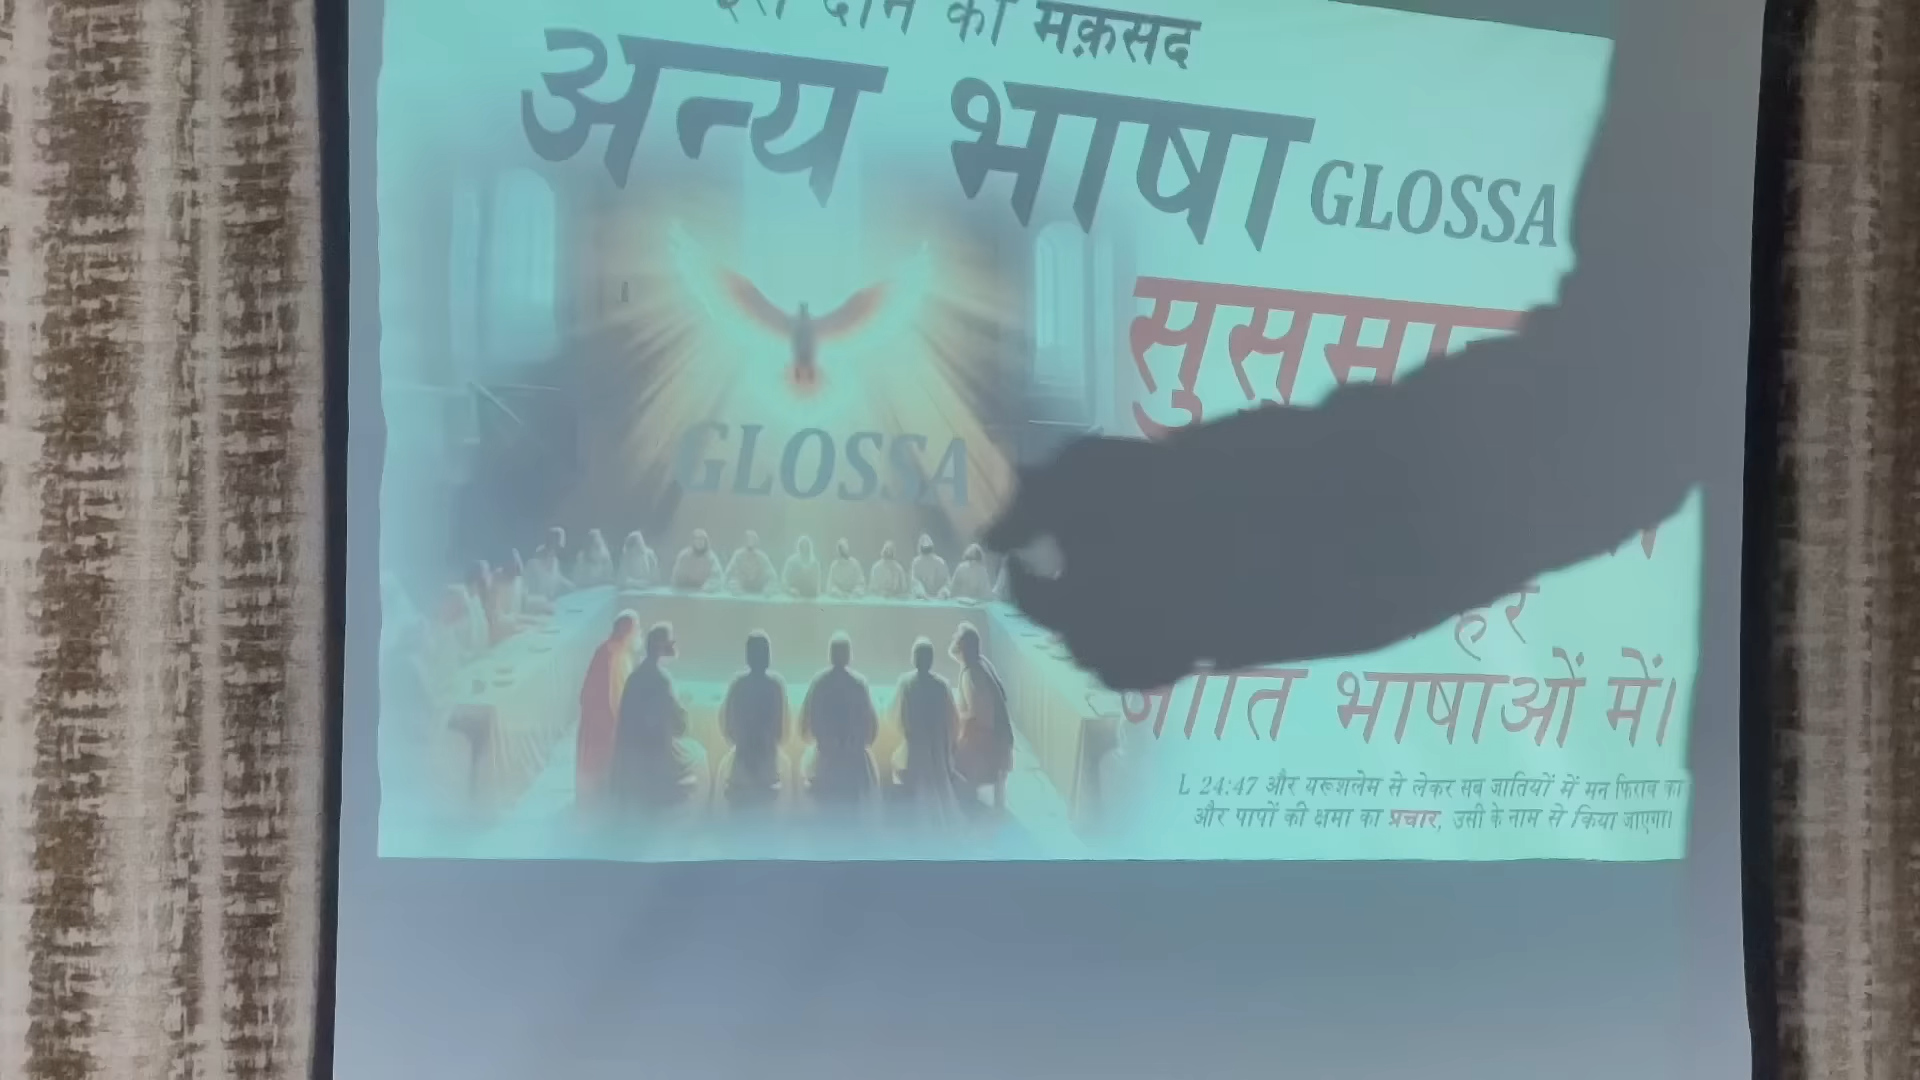 इस दान का मक़सद
अन्य भाषा GLOSSA
GLOSSA
हर
जाति भाषाओं में।
L 24:47 और यरूशलेम से लेकर सब जातियों में मन फिराव का
और पापों की क्षमा का प्रचार, उसी के नाम से किया जाएगा।